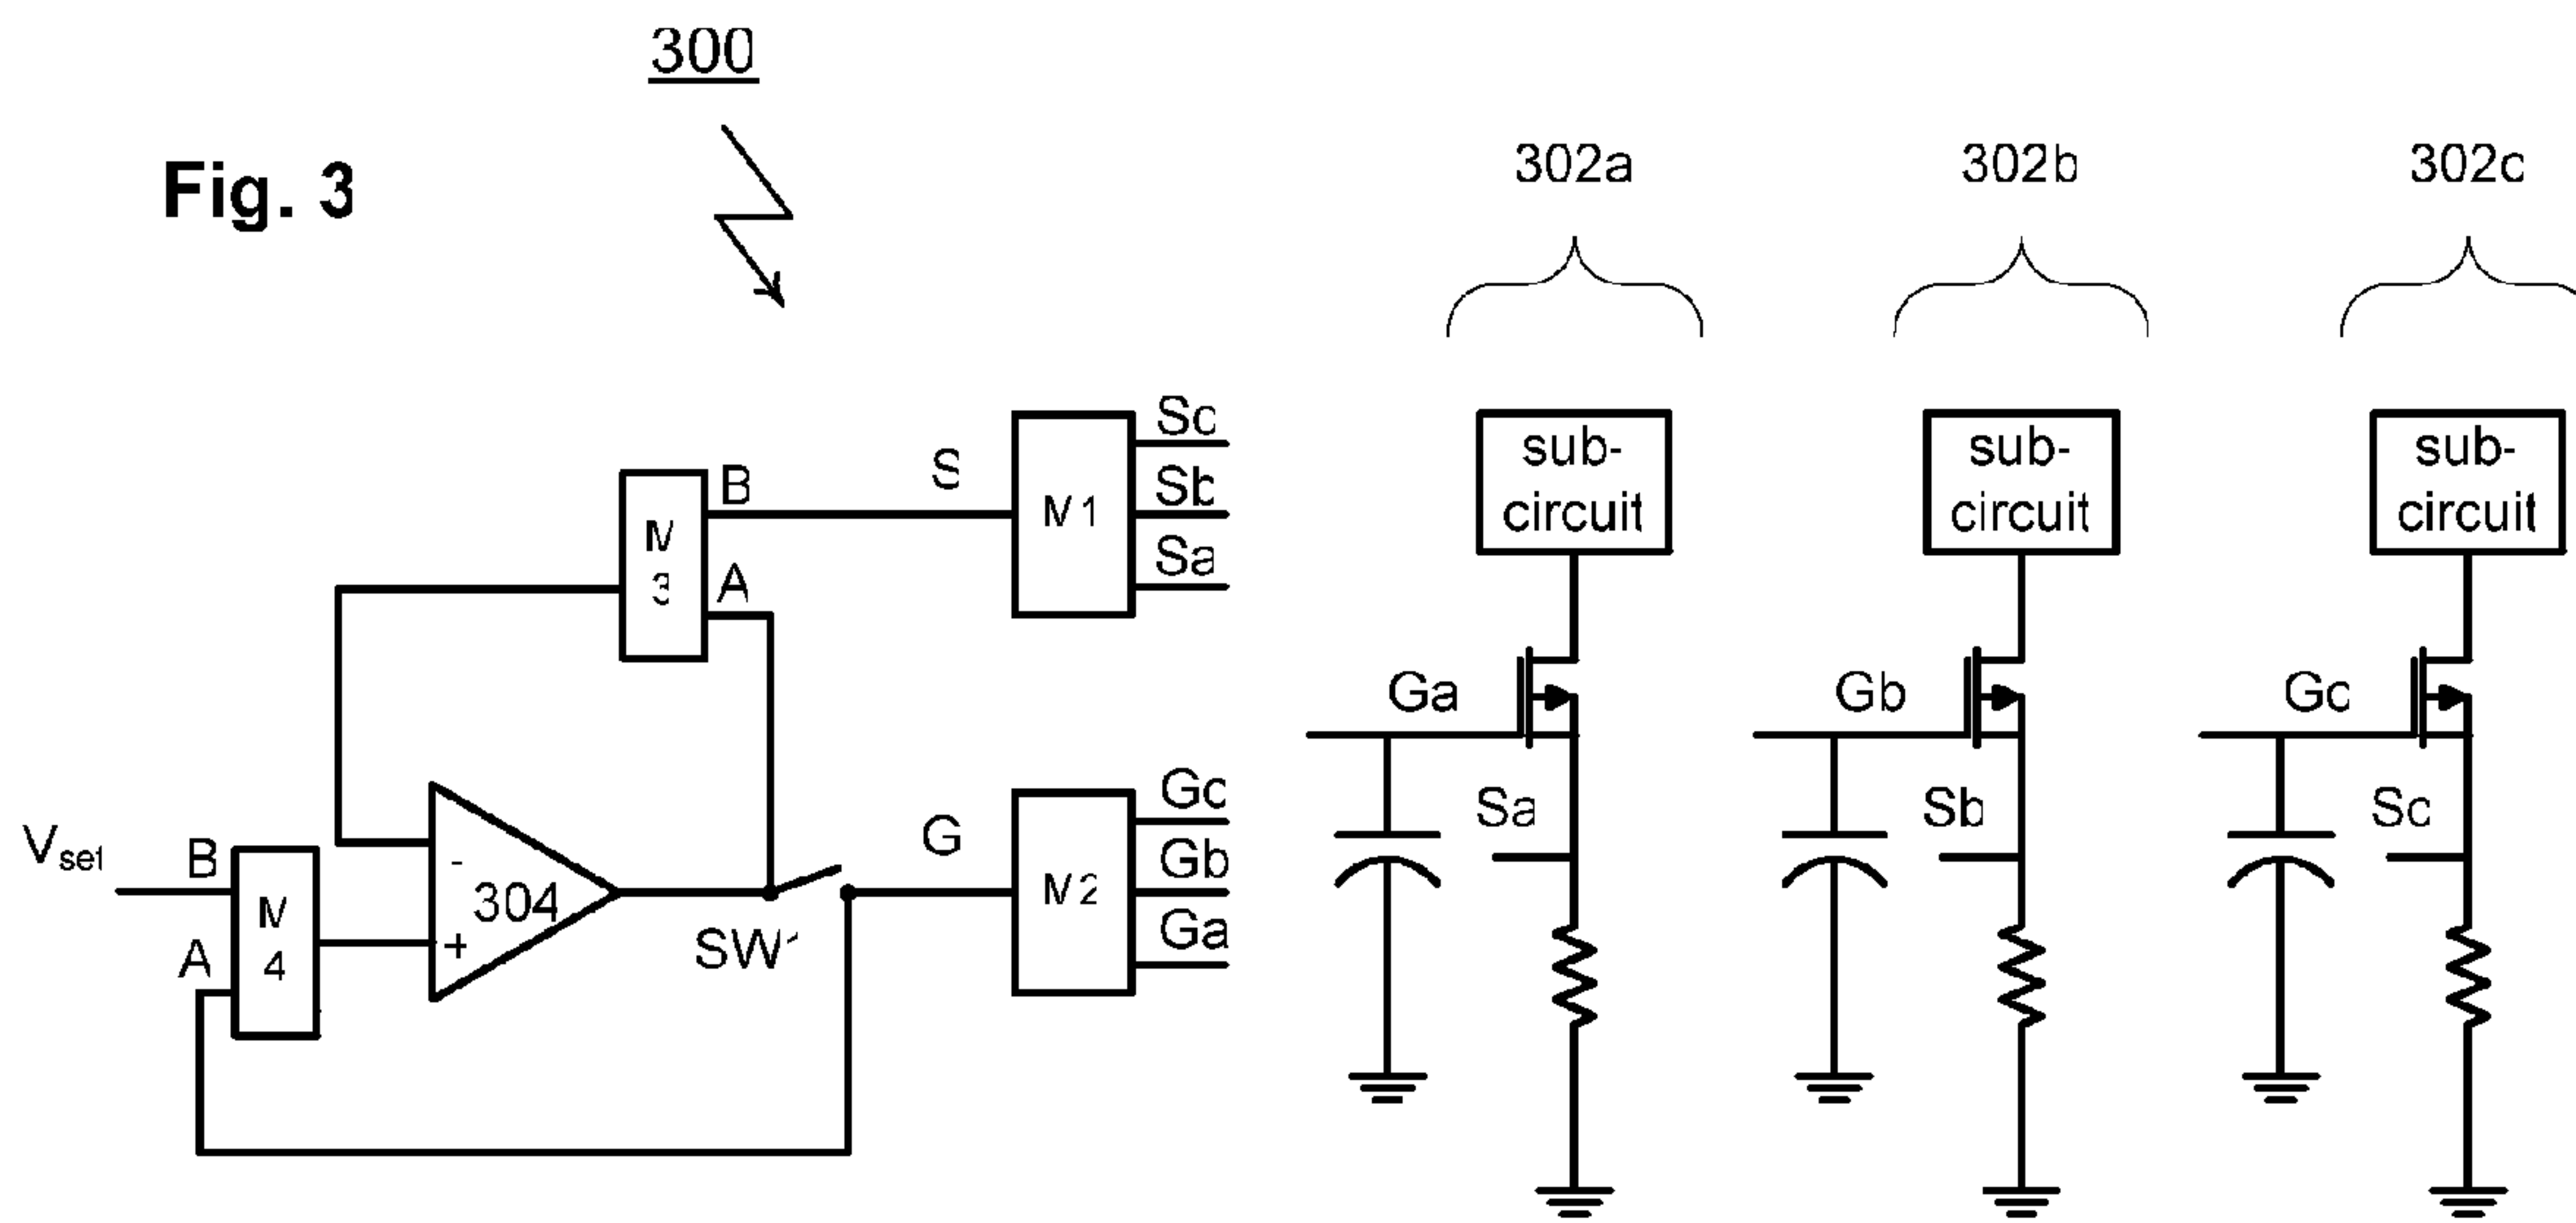 300
Fig. 3
302a
302b
302c
Sc
S
Sb
B
M1
M
3
A
Sa
sub-
circuit
sub-
circuit
sub-
circuit
Ga
Gb
Gc
Sa
Sb
Sc
Vset
B
M
4
A
-
304
+
SW1
G
M2
Gc
Gb
Ga